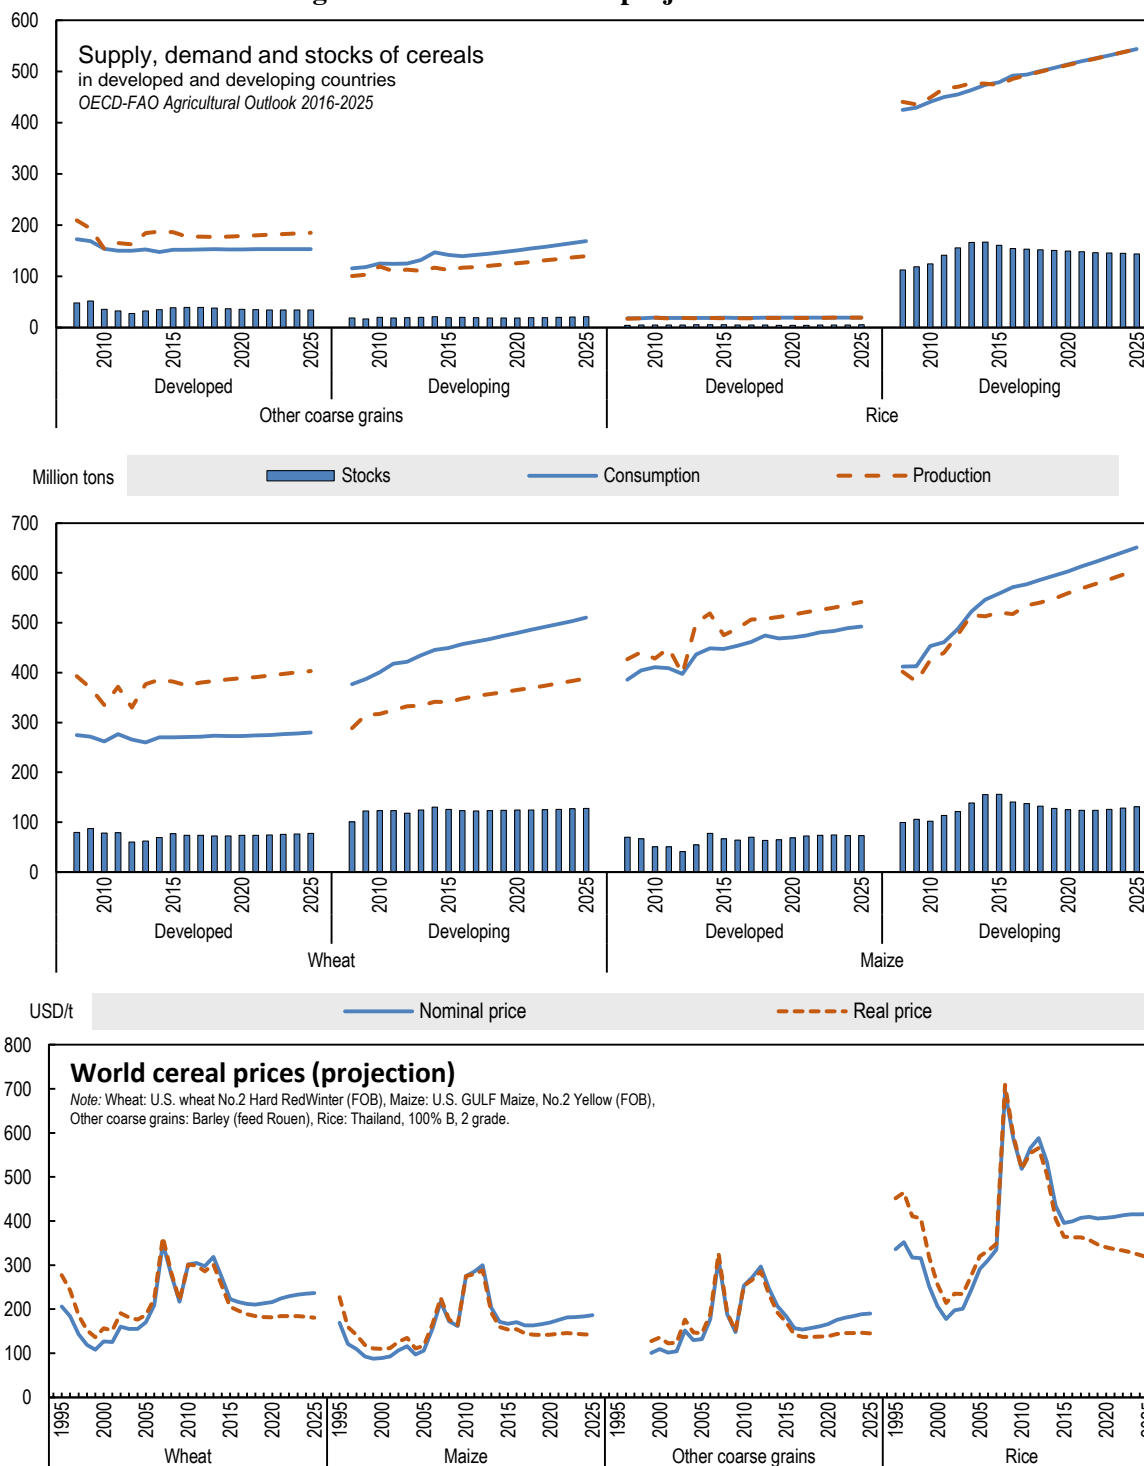 600
Supply, demand and stocks of cereals
in developed and developing countries
OECD-FAO Agricultural Outlook 2016-2025
500
400
300
200
100
0
2010 2015 2020 2025 2010 2015 2020 2025 2010 2015 2020 2025 2010 2015 2020 2025
Developed Developing Developed Developing
Other coarse grains Rice
Million tons Stocks Consumption Production
700
600
500
400
300
200
100
0
2010 2015 2020 2025 2010 2015 2020 2025 2010 2015 2020 2025 2010 2015 2020 2025
Developed Developing Developed Developing
Wheat Maize
USD/t Nominal price Real price
800
World cereal prices (projection)
Note: Wheat: U.S. wheat No.2 Hard RedWinter (FOB), Maize: U.S. GULF Maize, No.2 Yellow (FOB),
Other coarse grains: Barley (feed Rouen), Rice: Thailand, 100% B, 2 grade.
700
600
500
400
300
200
100
0
1995 2000 2005 2010 2015 2020 2025 1995 2000 2005 2010 2015 2020 2025 1995 2000 2005 2010 2015 2020 2025 1995 2000 2005 2010 2015 2020 2025
Wheat Maize Other coarse grains Rice